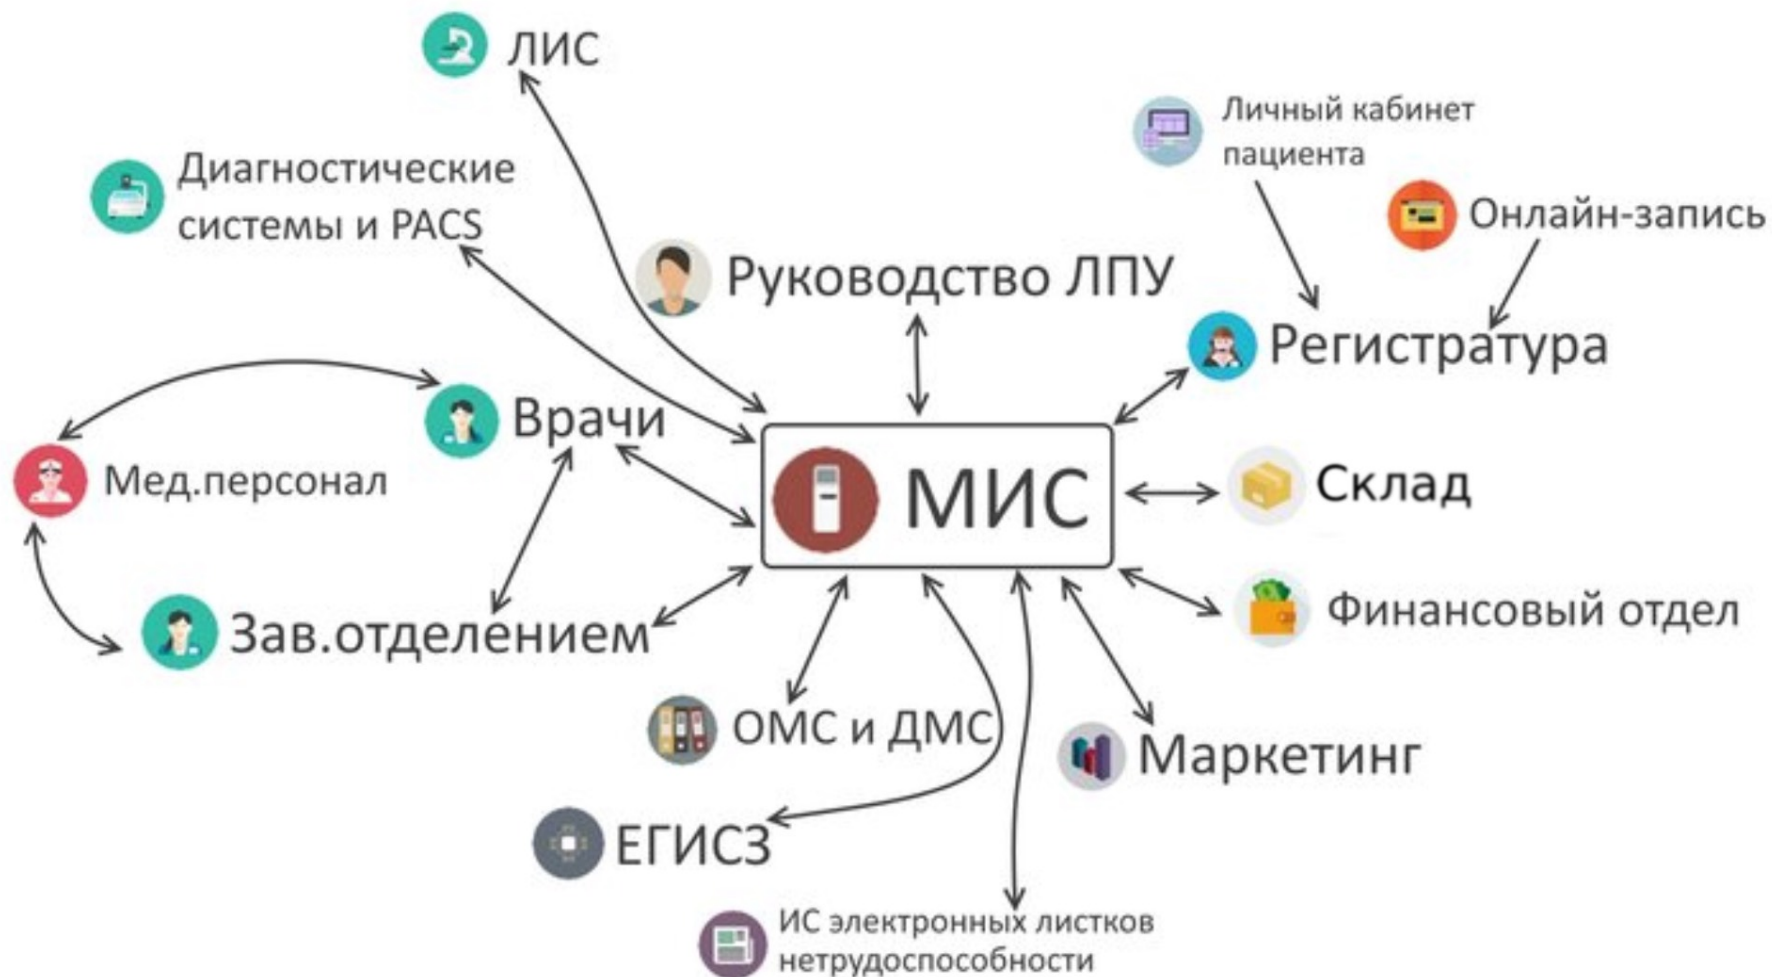 ЛИС
Личный кабинет
пациента
Диагностические
системы и PACS
Онлайн-запись
Руководство ЛПУ
Регистратура
Врачи
Мед.персонал
МИС
Склад
Зав.отделением
Финансовый отдел
ОМС и ДМС
Маркетинг
ЕГИСЗ
ИС электронных листков
нетрудоспособности